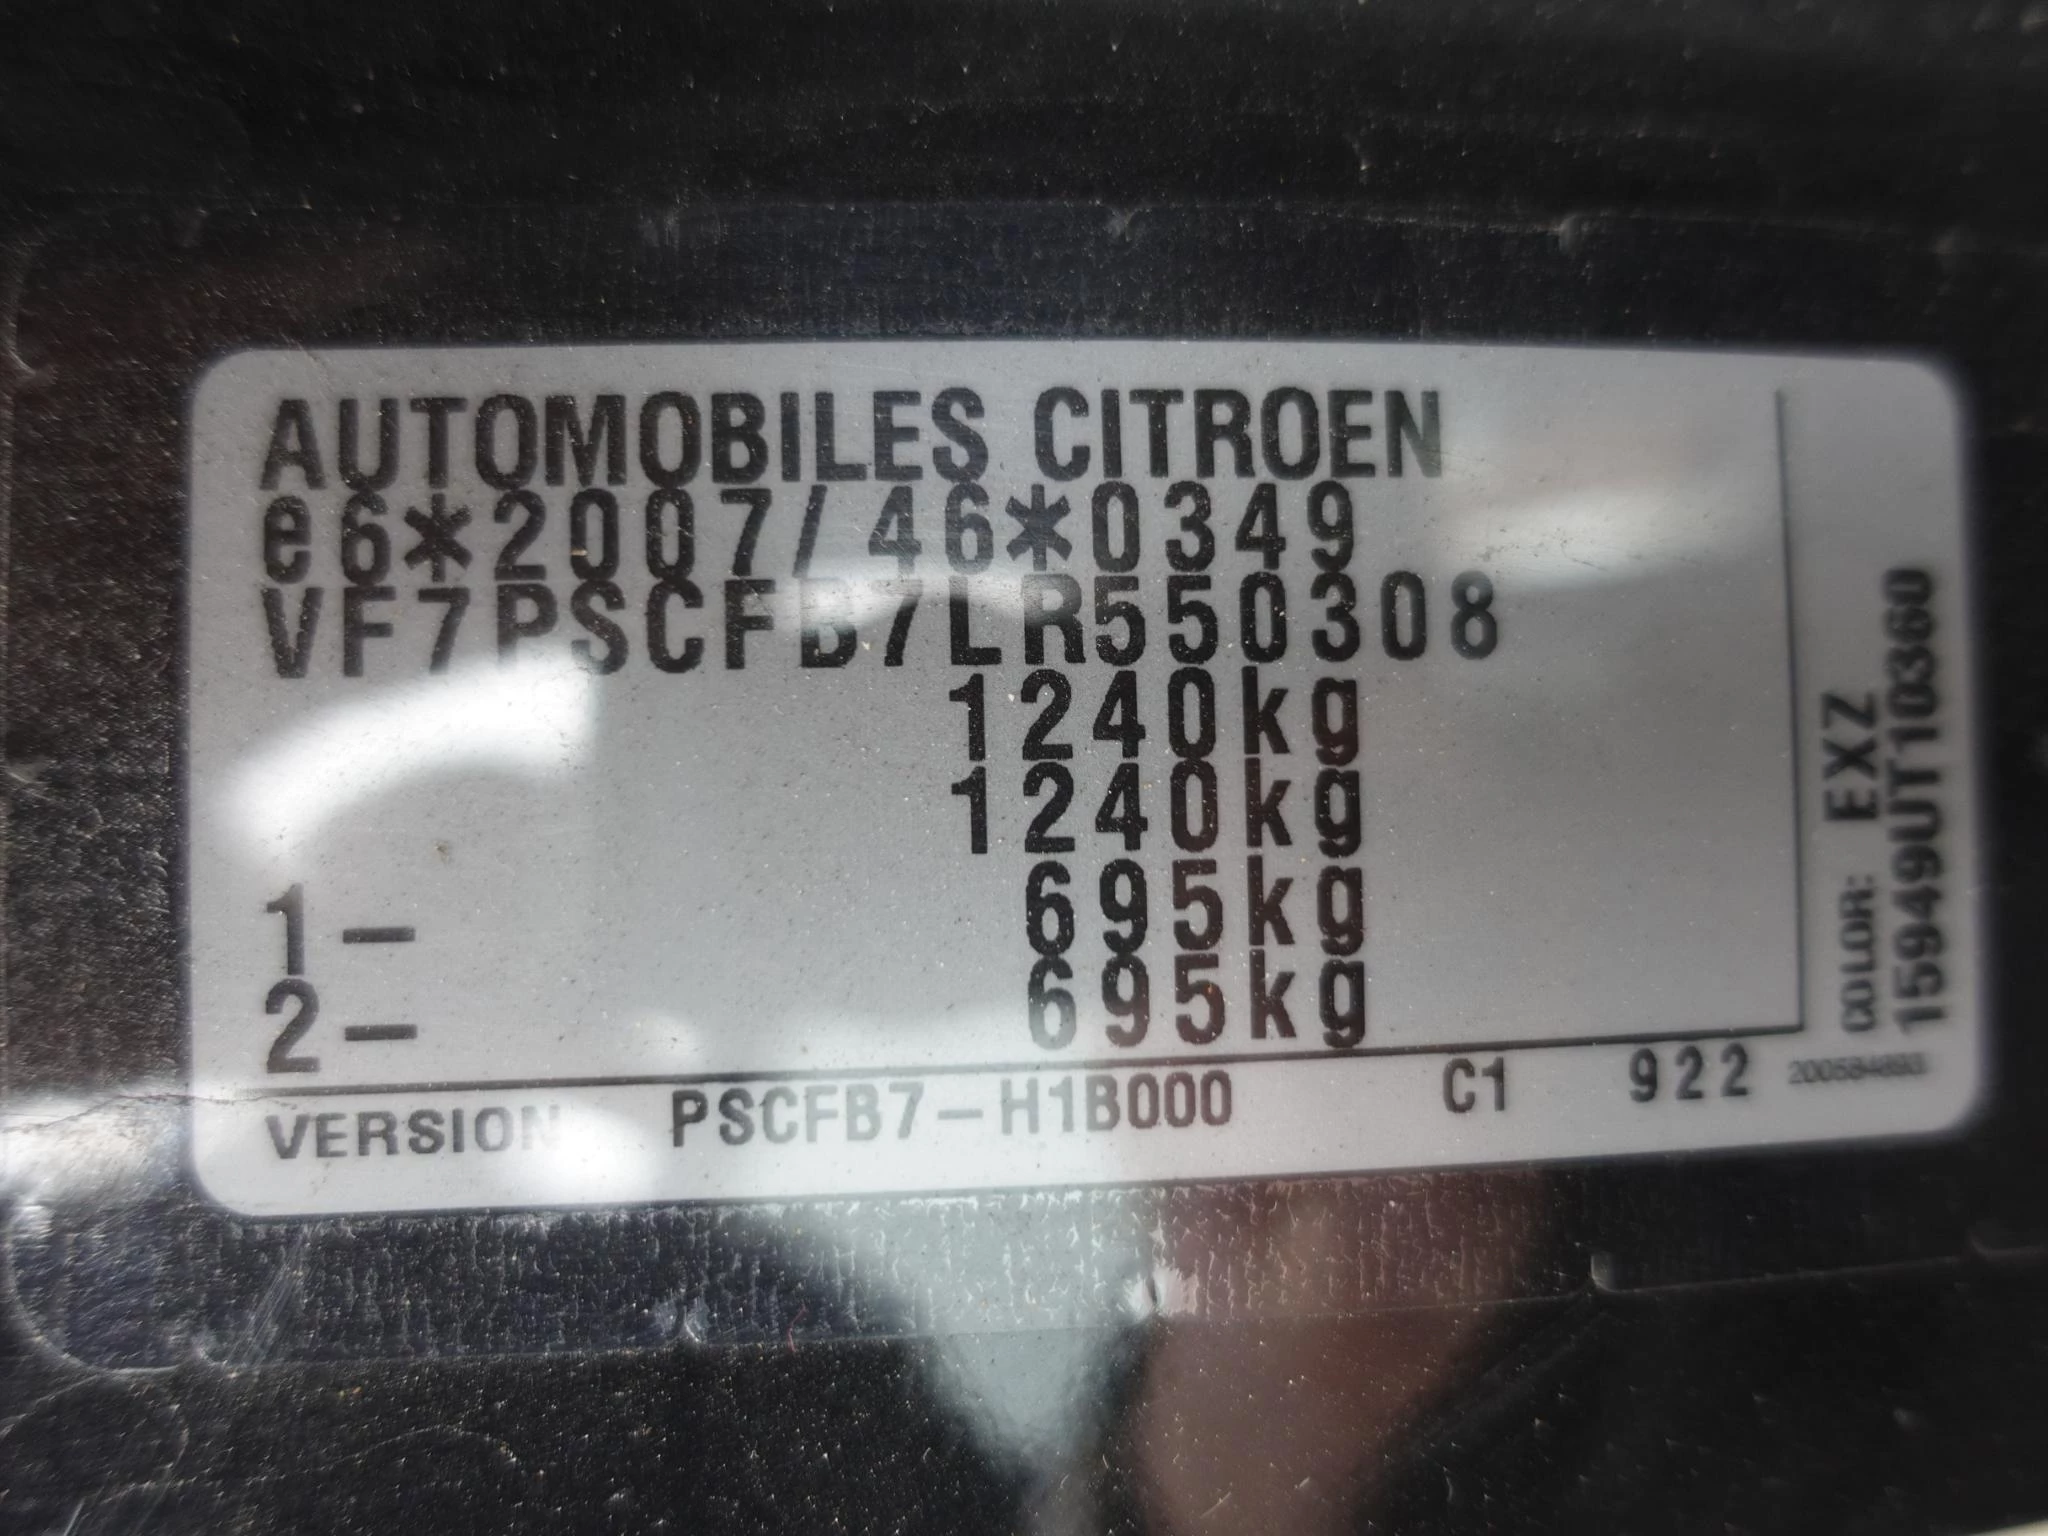 AUTOMOBILES CITROEN
e6*2007/46*0349
VF7PSCFB7LR550308
1240kg
1240kg
1- 695kg
2- 695kg
VERSION PSCFB7-H1B000 C1 922
COLOR: EXZ
15949UT10360